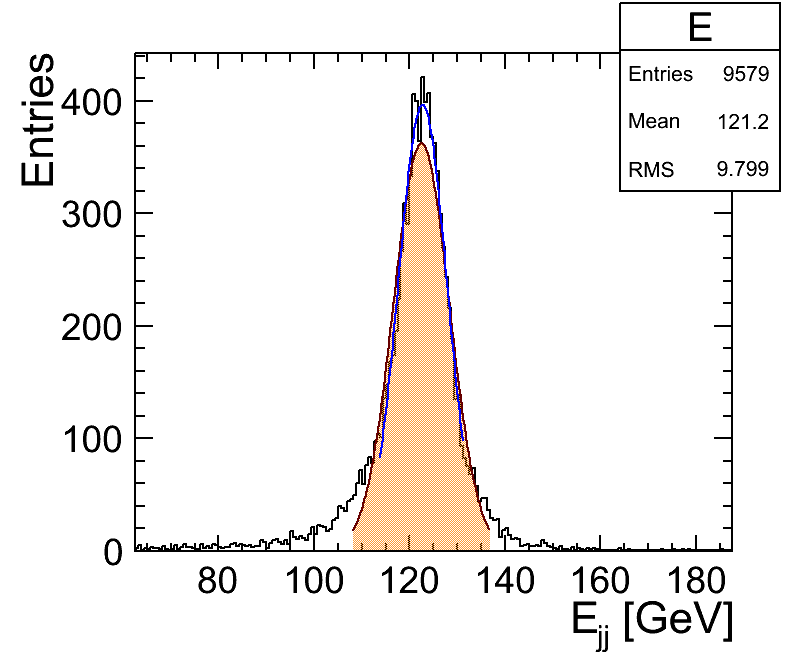 E
Entries 9579
Mean 121.2
RMS 9.799
Entries
400
300
200
100
0
80 100 120 140 160 180
E_jj [GeV]